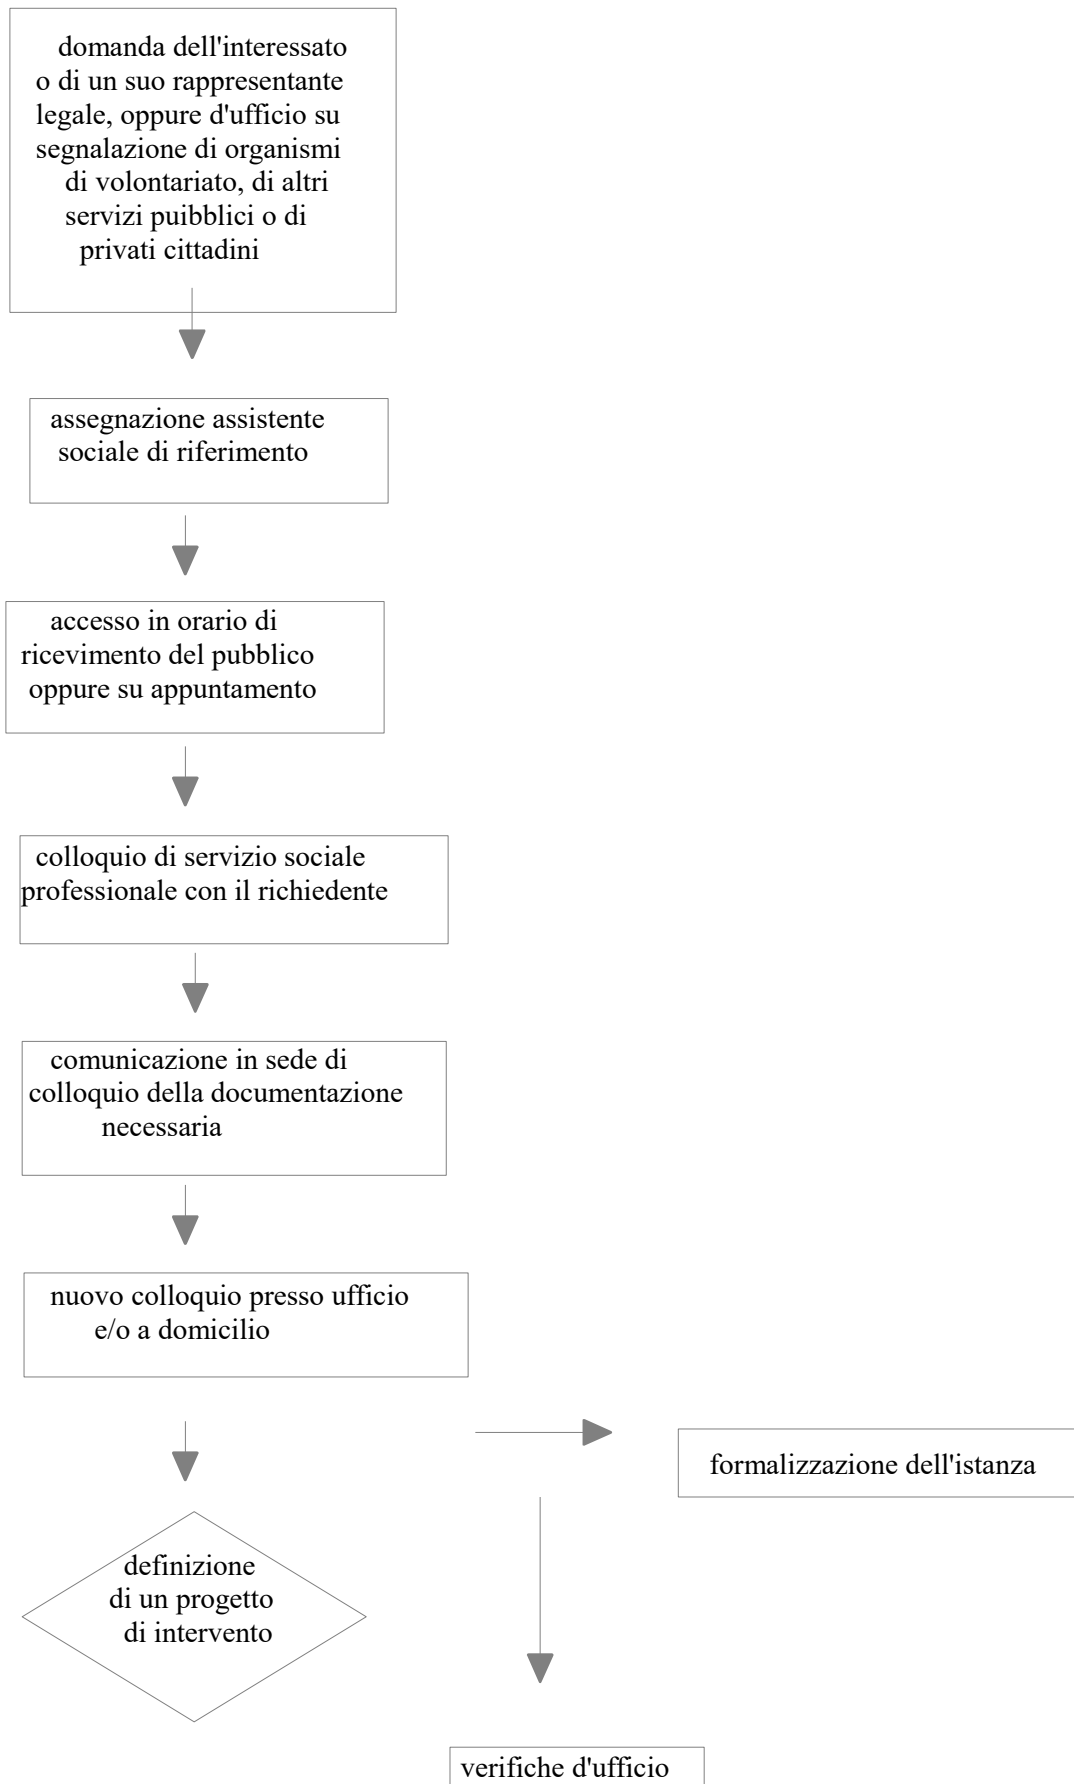 domanda dell'interessato
o di un suo rappresentante
legale, oppure d'ufficio su
segnalazione di organismi
di volontariato, di altri
servizi puibblici o di
privati cittadini
assegnazione assistente
sociale di riferimento
accesso in orario di
ricevimento del pubblico
oppure su appuntamento
colloquio di servizio sociale
professionale con il richiedente
comunicazione in sede di
colloquio della documentazione
necessaria
nuovo colloquio presso ufficio
e/o a domicilio
formalizzazione dell'istanza
definizione
di un progetto
di intervento
verifiche d'ufficio